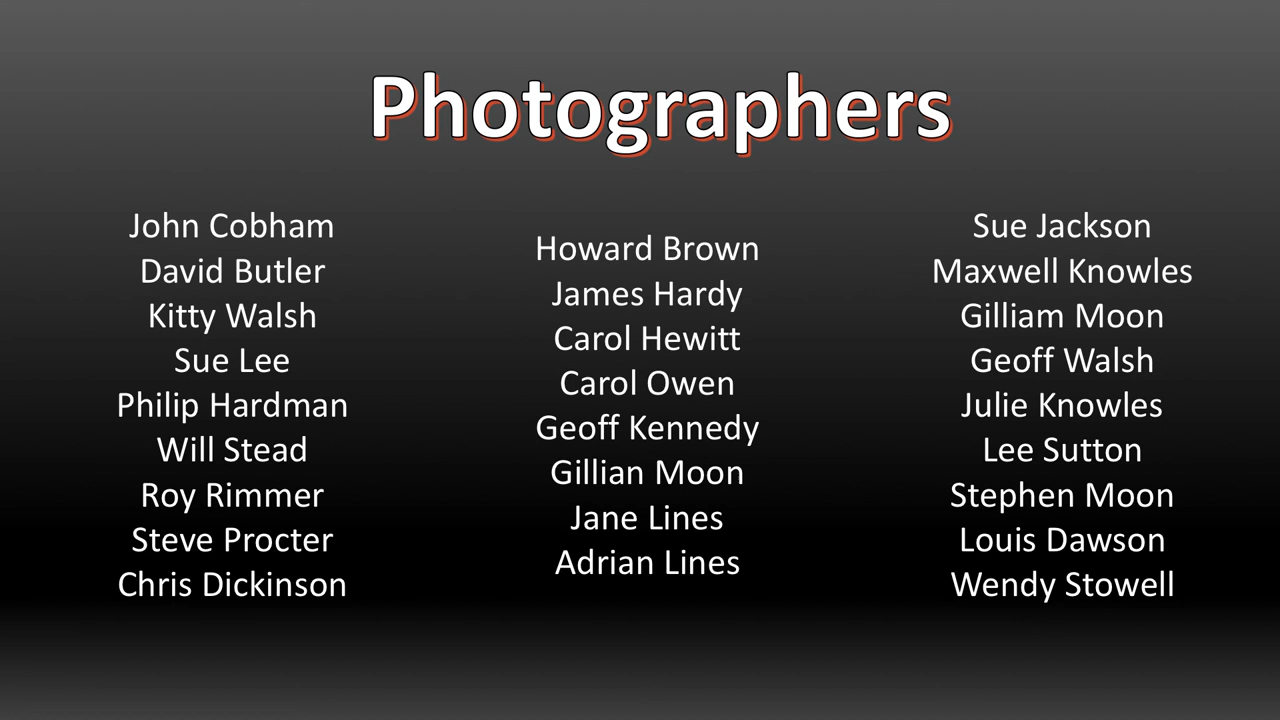 Photographers
John Cobham
David Butler
Kitty Walsh
Sue Lee
Philip Hardman
Will Stead
Roy Rimmer
Steve Procter
Chris Dickinson
Howard Brown
James Hardy
Carol Hewitt
Carol Owen
Geoff Kennedy
Gillian Moon
Jane Lines
Adrian Lines
Sue Jackson
Maxwell Knowles
Gilliam Moon
Geoff Walsh
Julie Knowles
Lee Sutton
Stephen Moon
Louis Dawson
Wendy Stowell